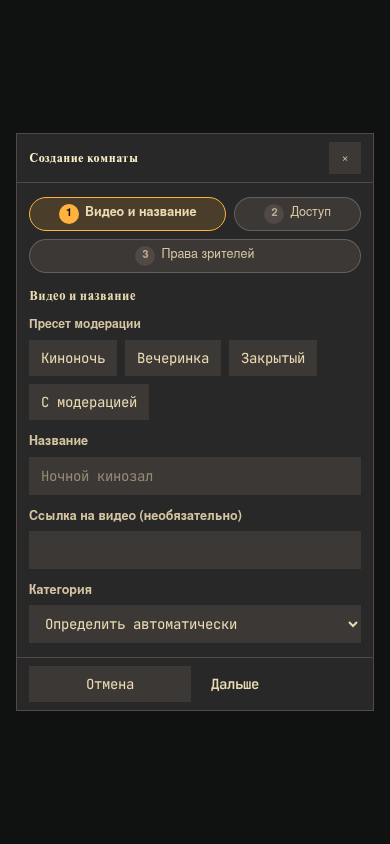 Создание комнаты ×
1 Видео и название 2 Доступ
3 Права зрителей
Видео и название
Пресет модерации
Киноночь Вечеринка Закрытый
С модерацией
Название
Ночной кинозал
Ссылка на видео (необязательно)
Категория
Определить автоматически
Отмена Дальше